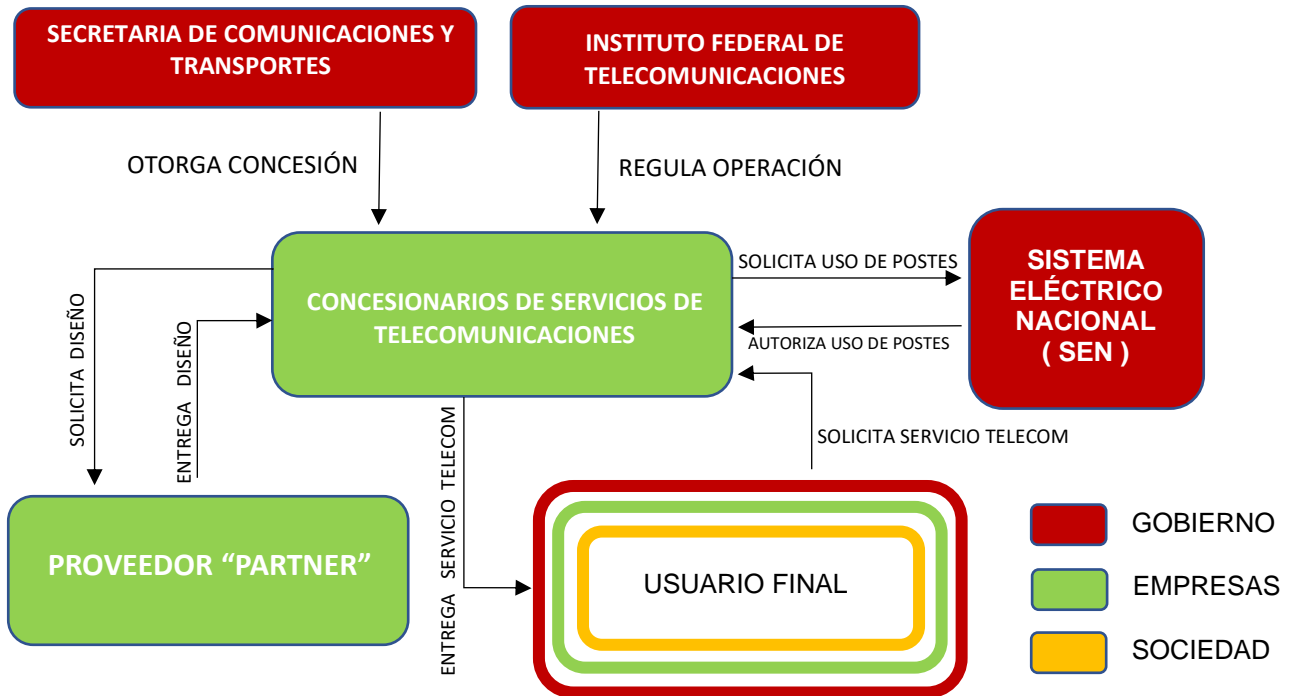 SECRETARIA DE COMUNICACIONES Y
TRANSPORTES
INSTITUTO FEDERAL DE
TELECOMUNICACIONES
OTORGA CONCESIÓN
REGULA OPERACIÓN
CONCESIONARIOS DE SERVICIOS DE
TELECOMUNICACIONES
SOLICITA USO DE POSTES
AUTORIZA USO DE POSTES
SISTEMA
ELÉCTRICO
NACIONAL
( SEN )
SOLICITA DISEÑO
ENTREGA DISEÑO
ENTREGA SERVICIO TELECOM
SOLICITA SERVICIO TELECOM
PROVEEDOR “PARTNER”
USUARIO FINAL
GOBIERNO
EMPRESAS
SOCIEDAD